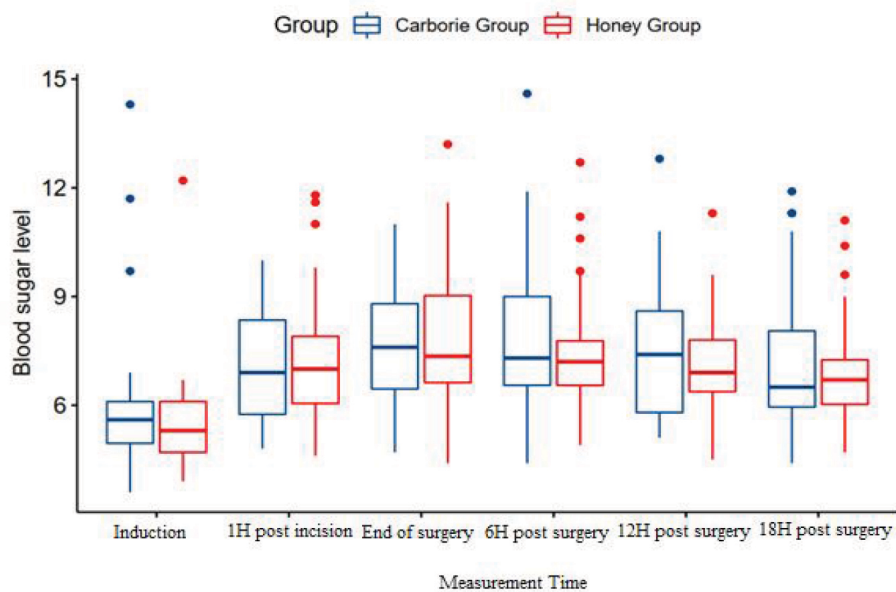 Group Carborie Group Honey Group
15
12
9
6
Blood sugar level
Induction 1H post incision End of surgery 6H post surgery 12H post surgery 18H post surgery
Measurement Time